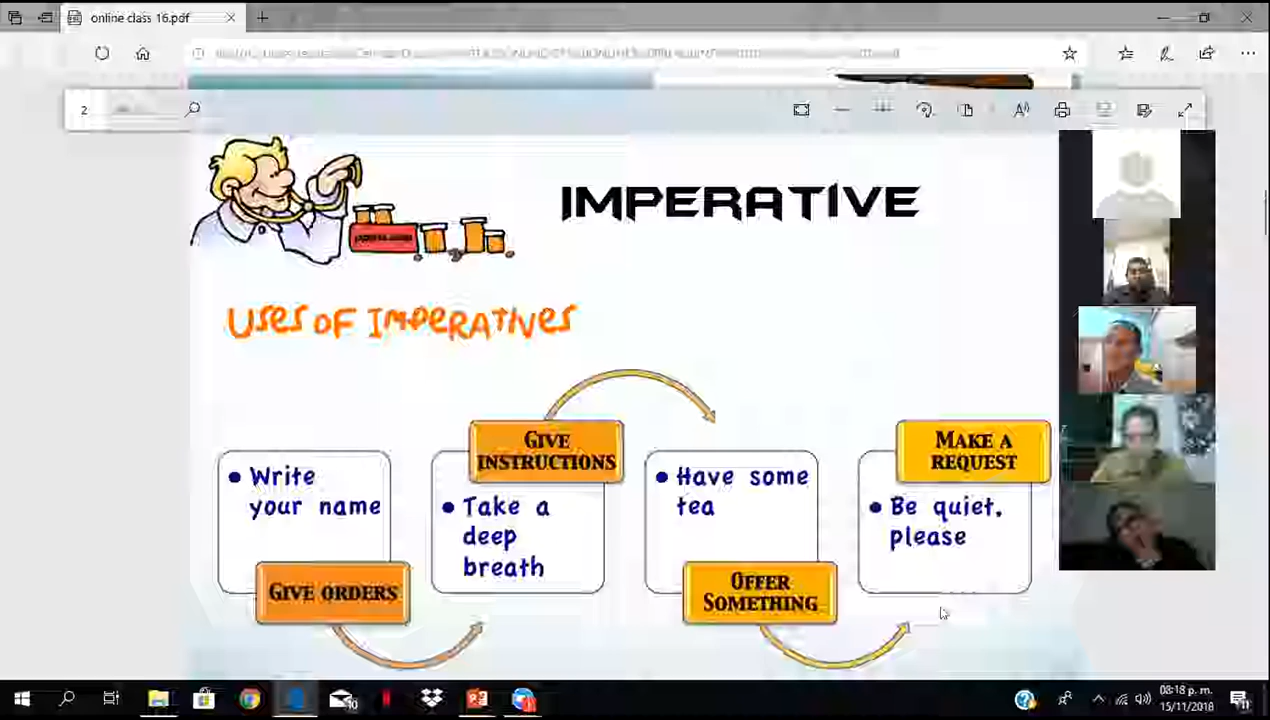 online class 16.pdf
2
IMPERATIVE
Uses of Imperatives
Write
your name
GIVE ORDERS
GIVE
INSTRUCTIONS
Take a
deep
breath
Have some
tea
OFFER
SOMETHING
MAKE A
REQUEST
Be quiet,
please
08:18 p. m.
15/11/2018